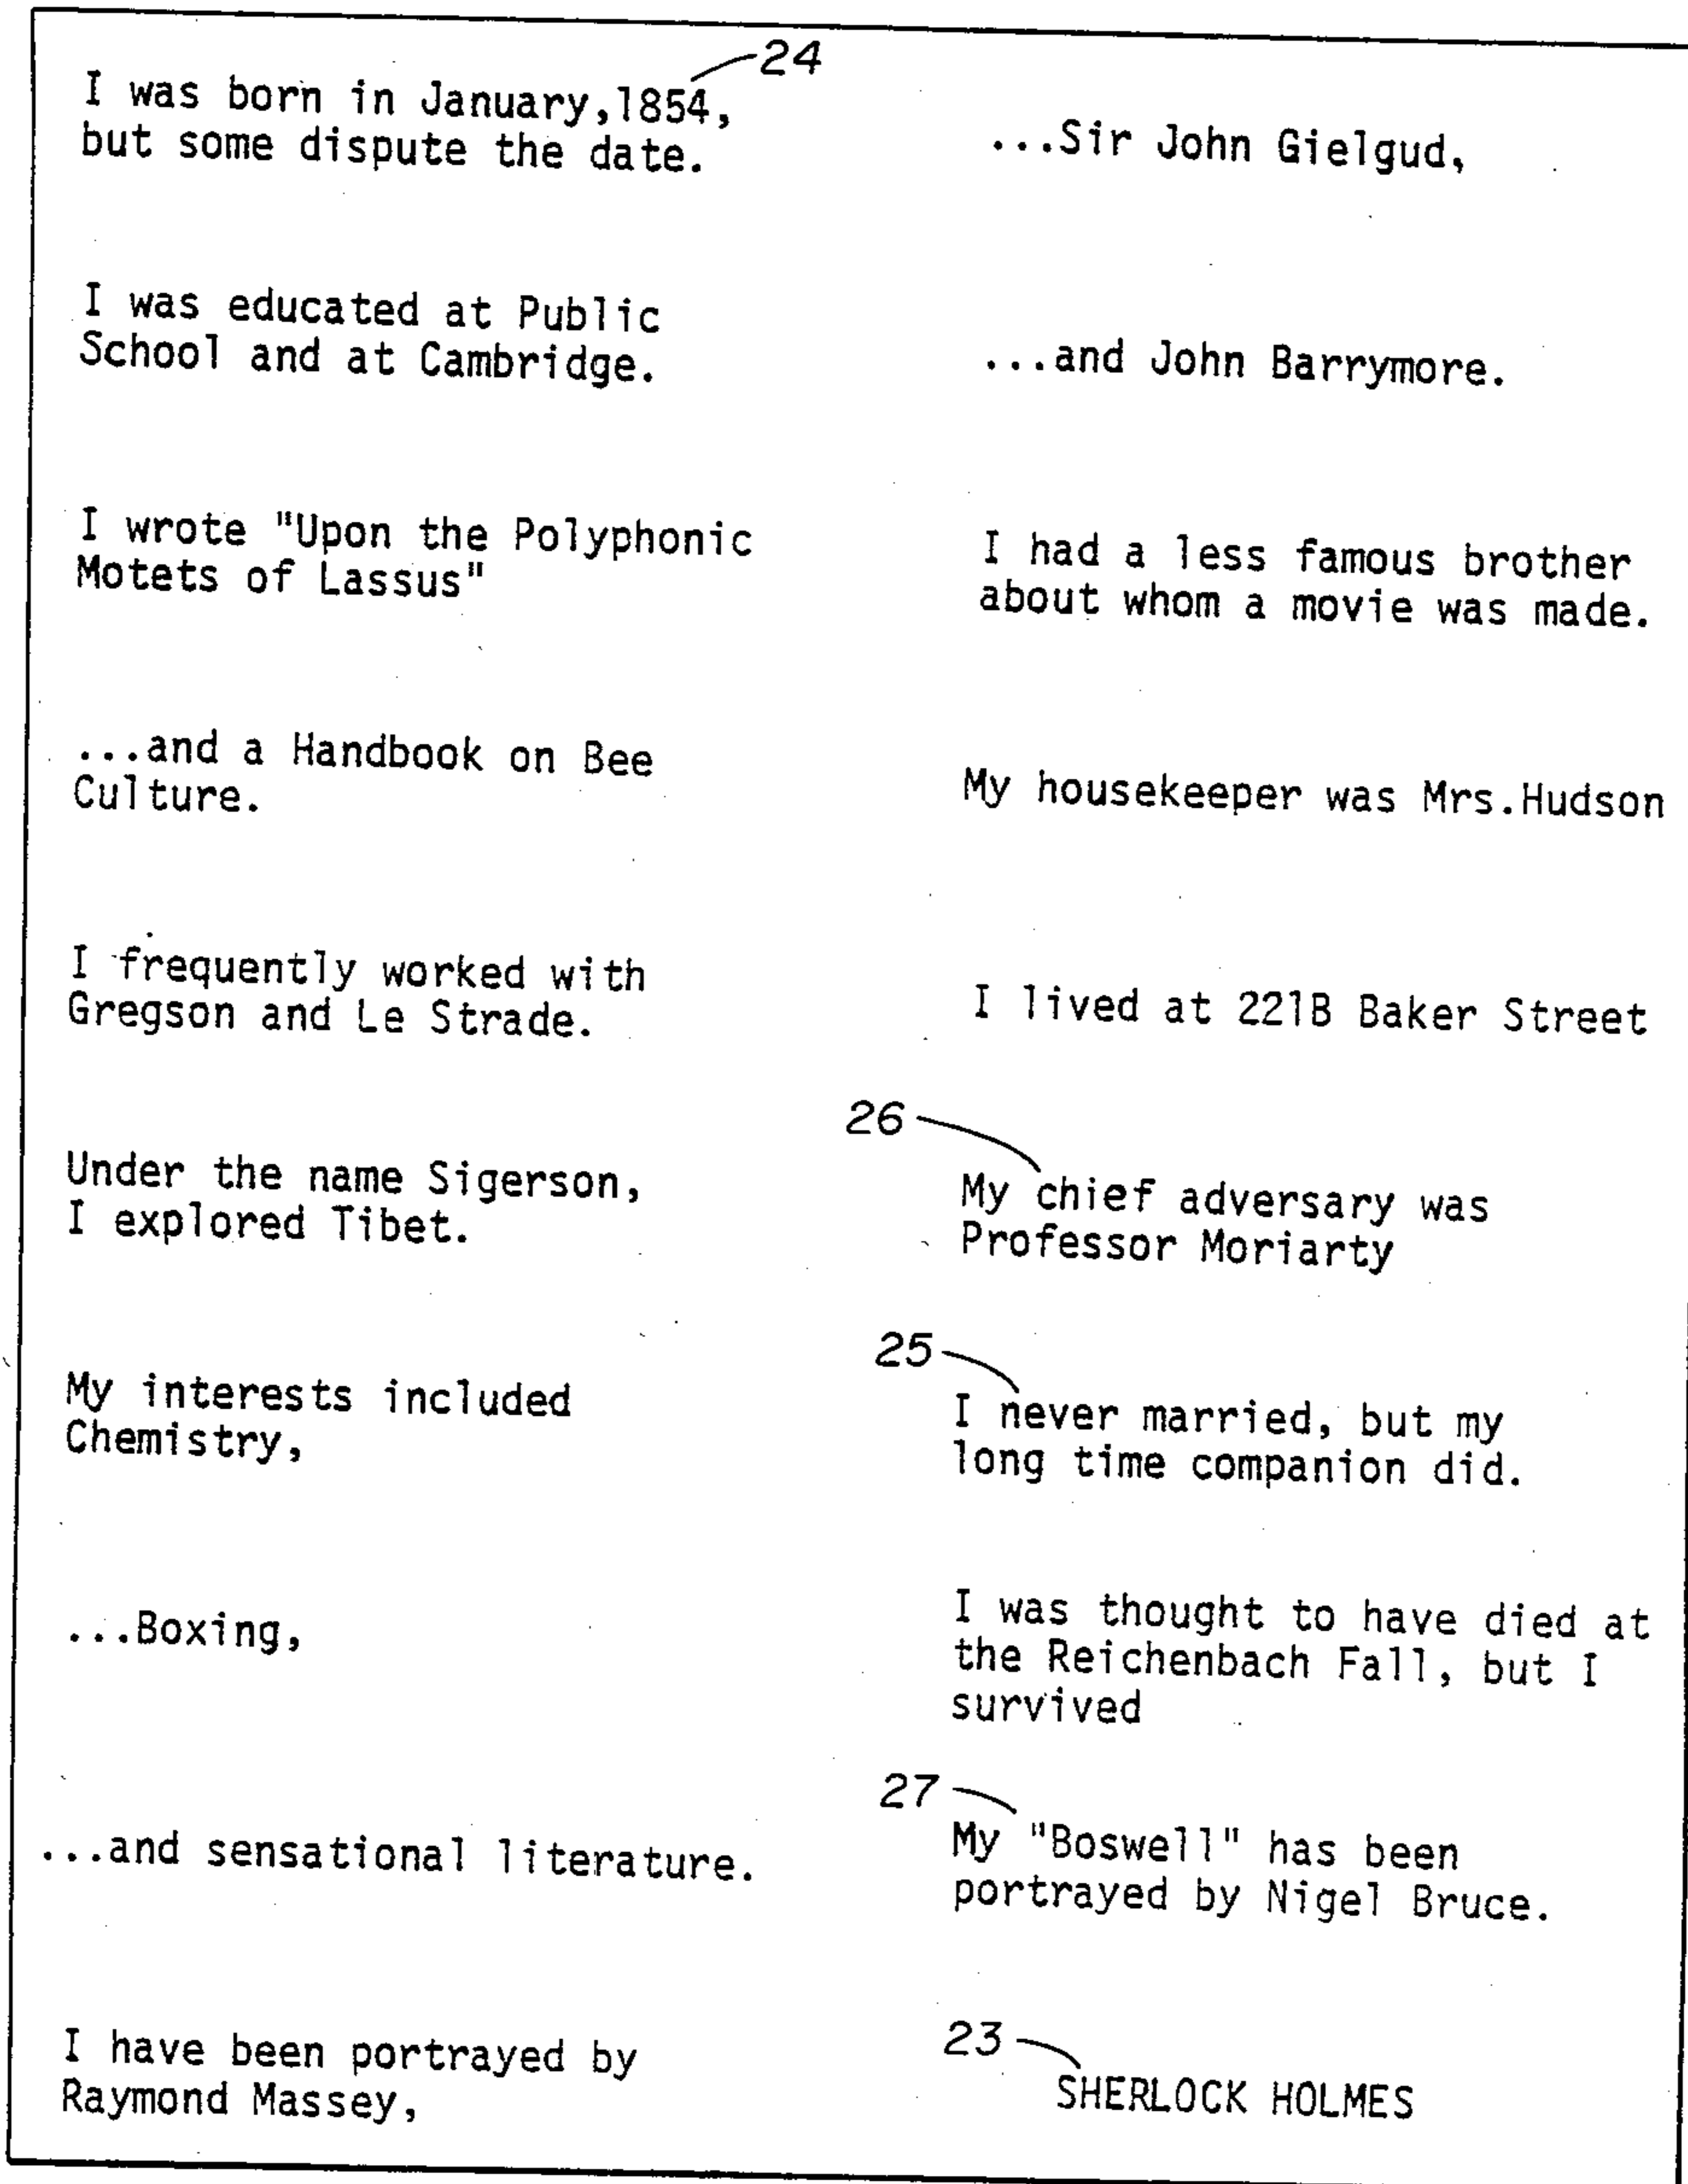 24
I was born in January,1854,
but some dispute the date.
I was educated at Public
School and at Cambridge.
I wrote "Upon the Polyphonic
Motets of Lassus"
...and a Handbook on Bee
Culture.
I frequently worked with
Gregson and Le Strade.
Under the name Sigerson,
I explored Tibet.
My interests included
Chemistry,
...Boxing,
...and sensational literature.
I have been portrayed by
Raymond Massey,
...Sir John Gielgud,
...and John Barrymore.
I had a less famous brother
about whom a movie was made.
My housekeeper was Mrs.Hudson
I lived at 221B Baker Street
26
My chief adversary was
Professor Moriarty
25
I never married, but my
long time companion did.
I was thought to have died at
the Reichenbach Fall, but I
survived
27
My "Boswell" has been
portrayed by Nigel Bruce.
23
SHERLOCK HOLMES